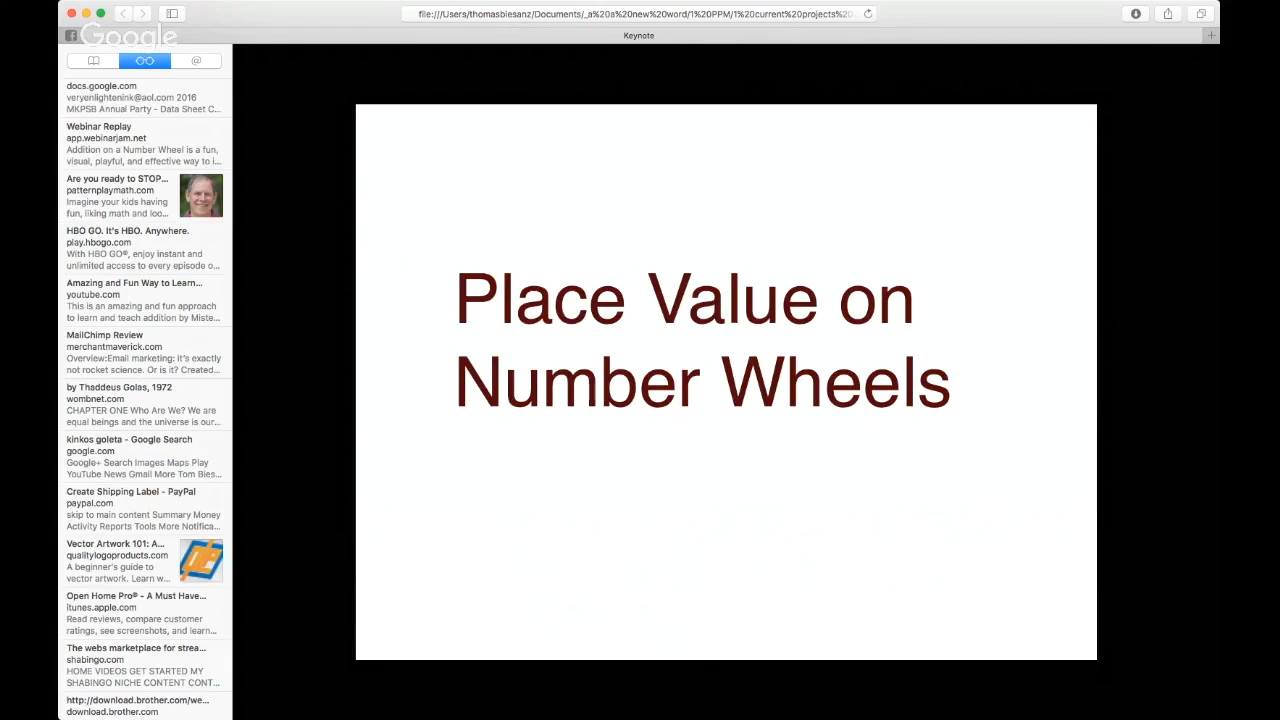 file:///Users/thomasbiesanz/Documents/_a%20a%20new%20word/1%20PPM/1%20current%20projects%20-
Google
Keynote
@
docs.google.com
veryenlightenink@aol.com 2016
MKPSB Annual Party - Data Sheet C...
Webinar Replay
app.webinarjam.net
Addition on a Number Wheel is a fun,
visual, playful, and effective way to i...
Are you ready to STOP...
patternplaymath.com
Imagine your kids having
fun, liking math and loo...
HBO GO. It's HBO. Anywhere.
play.hbogo.com
With HBO GO®, enjoy instant and
unlimited access to every episode o...
Amazing and Fun Way to Learn...
youtube.com
This is an amazing and fun approach
to learn and teach addition by Miste...
MailChimp Review
merchantmaverick.com
Overview:Email marketing: it's exactly
not rocket science. Or is it? Created...
by Thaddeus Golas, 1972
wombnet.com
CHAPTER ONE Who Are We? We are
equal beings and the universe is our...
kinkos goleta - Google Search
google.com
Google+ Search Images Maps Play
YouTube News Gmail More Tom Bies...
Create Shipping Label - PayPal
paypal.com
skip to main content Summary Money
Activity Reports Tools More Notifica...
Vector Artwork 101: A...
qualitylogoproducts.com
A beginner's guide to
vector artwork. Learn w...
Open Home Pro® - A Must Have...
itunes.apple.com
Read reviews, compare customer
ratings, see screenshots, and learn...
The webs marketplace for strea...
shabingo.com
HOME VIDEOS GET STARTED MY
SHABINGO NICHE CONTENT CONT...
http://download.brother.com/we...
download.brother.com
Place Value on
Number Wheels